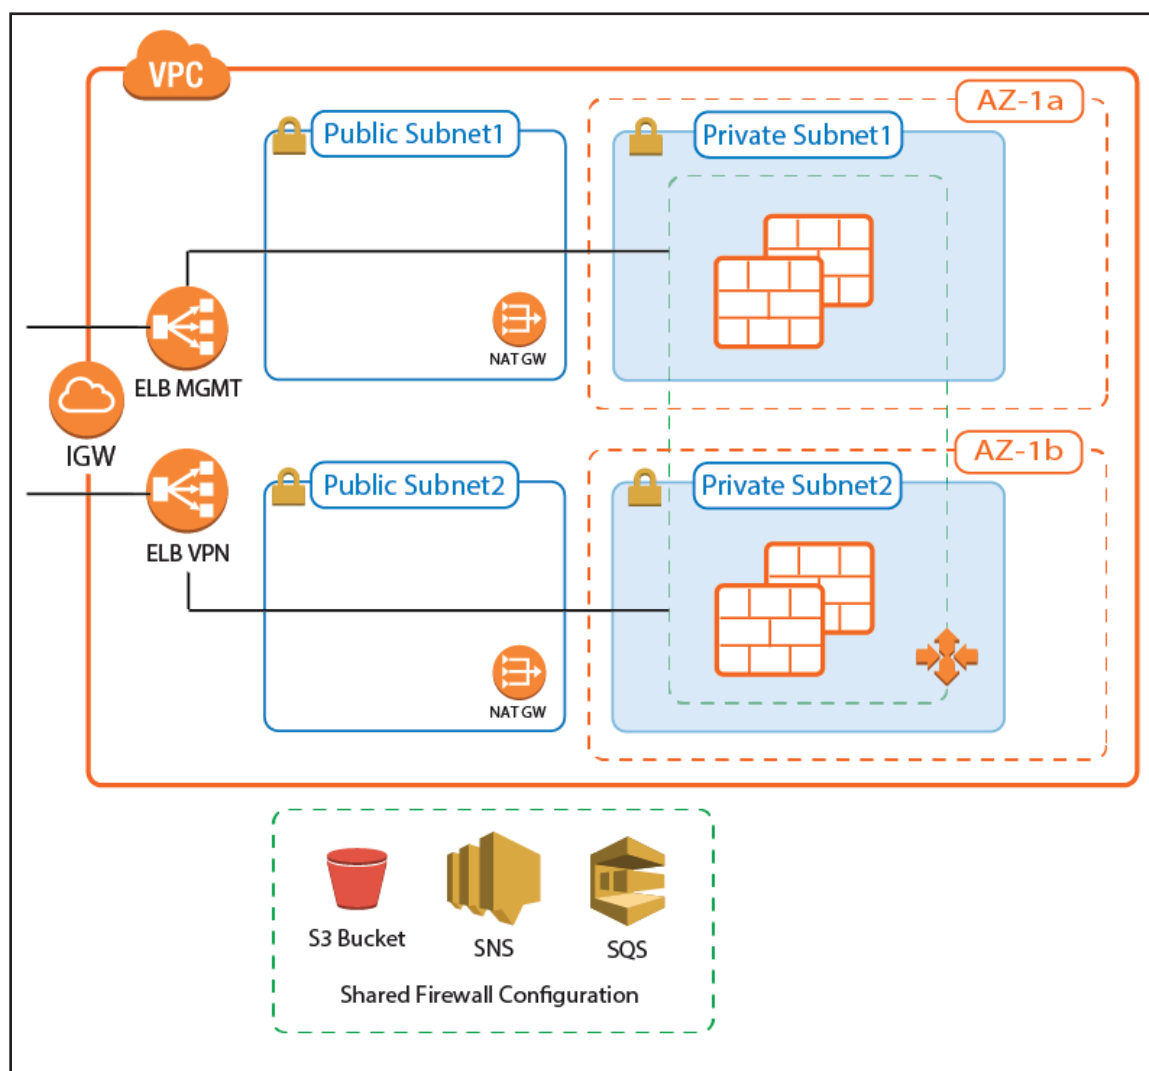 VPC
AZ-1a
Public Subnet1
Private Subnet1
NAT GW
ELB MGMT
IGW
AZ-1b
Public Subnet2
Private Subnet2
ELB VPN
NAT GW
S3 Bucket
SNS
SQS
Shared Firewall Configuration